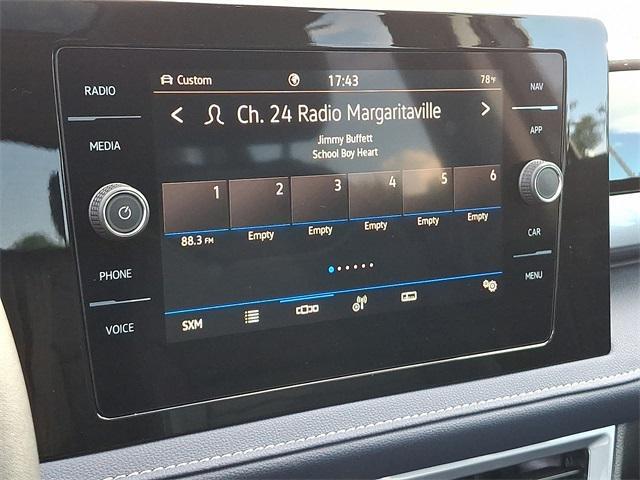 RADIO
MEDIA
PHONE
VOICE
Custom 17:43 78°F
< Ch. 24 Radio Margaritaville >
Jimmy Buffett
School Boy Heart
1 2 3 4 5 6
88.3 FM Empty Empty Empty Empty Empty
SXM
NAV
APP
CAR
MENU